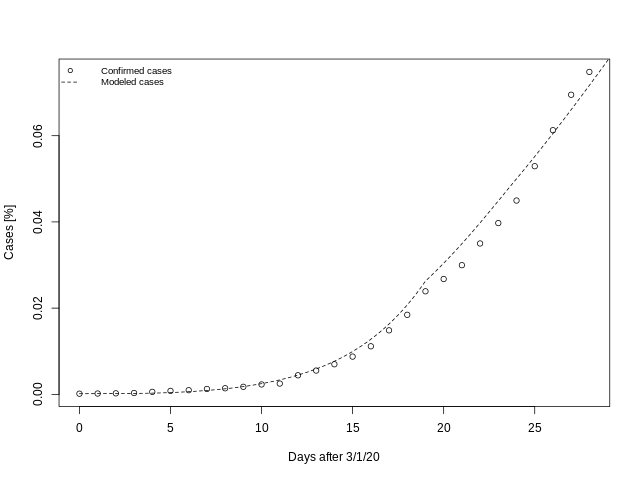 Confirmed cases
Modeled cases
Cases [%]
0.06
0.04
0.02
0.00
0 5 10 15 20 25
Days after 3/1/20